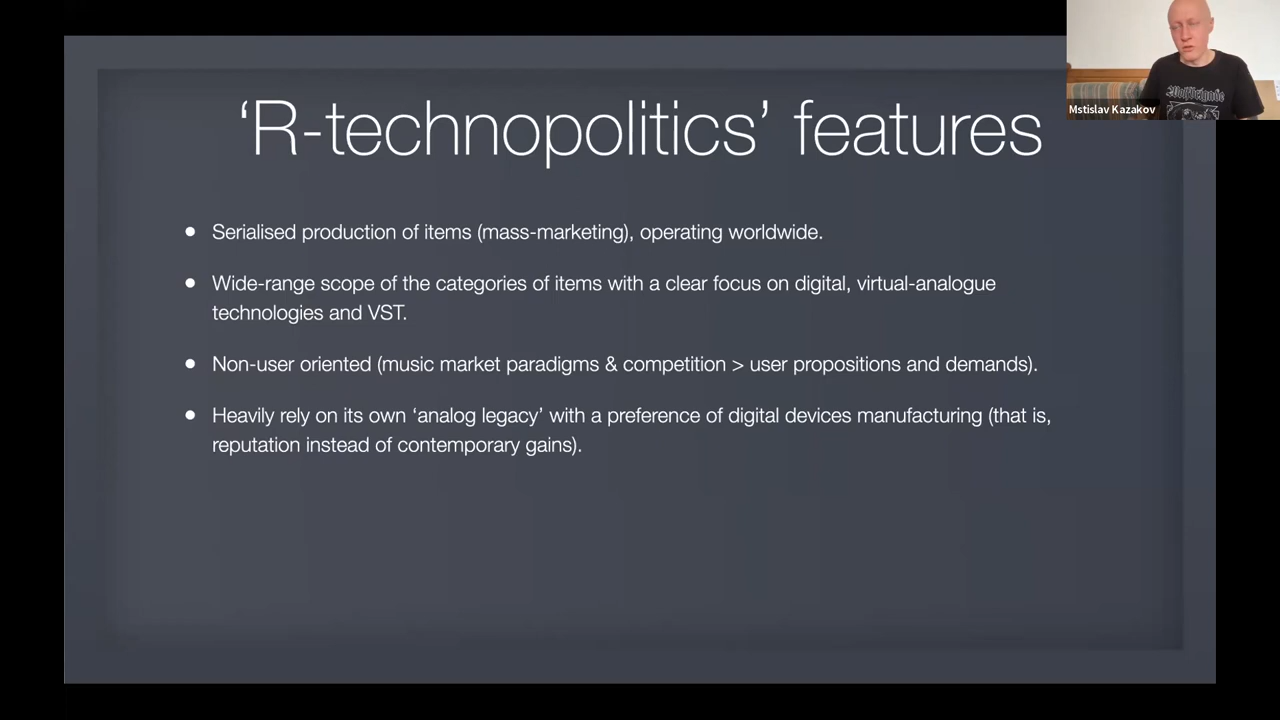 'R-technopolitics' features
Mstislav Kazakov
Wolfbrigade
● Serialised production of items (mass-marketing), operating worldwide.
● Wide-range scope of the categories of items with a clear focus on digital, virtual-analogue
technologies and VST.
● Non-user oriented (music market paradigms & competition > user propositions and demands).
● Heavily rely on its own 'analog legacy' with a preference of digital devices manufacturing (that is,
reputation instead of contemporary gains).